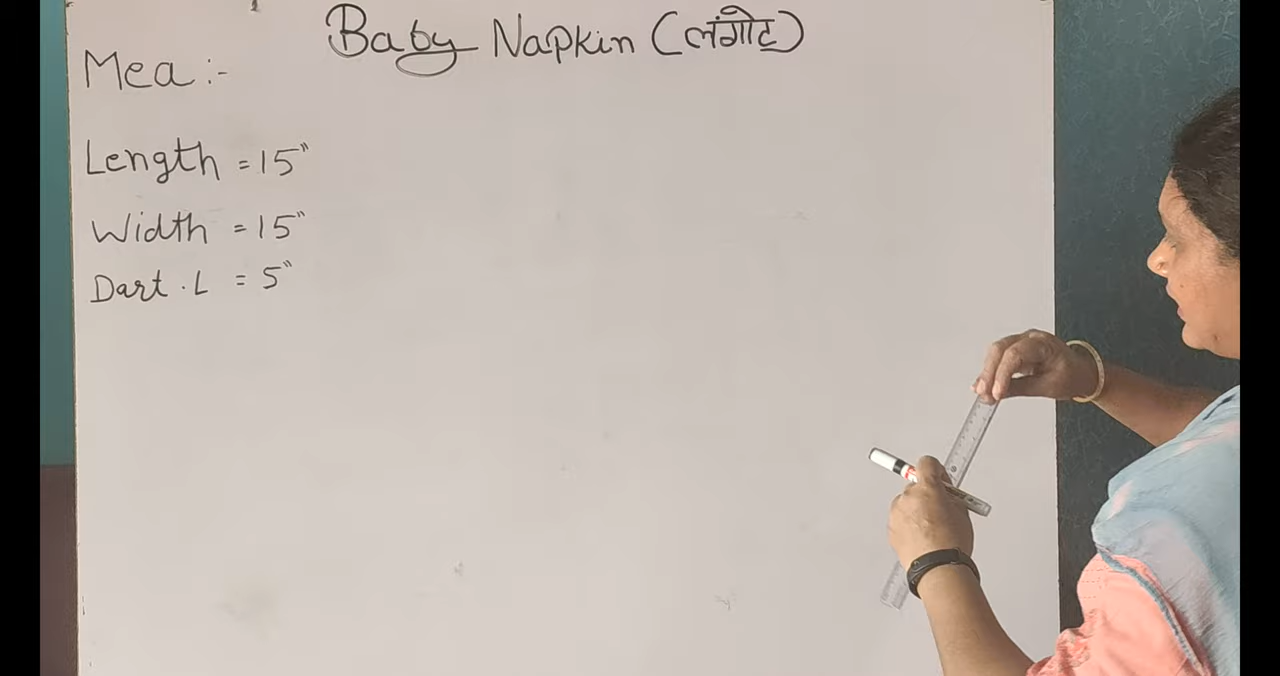 Baby Napkin (लंगोट)
Mea :-
Length = 15"
Width = 15"
Dart . L = 5"